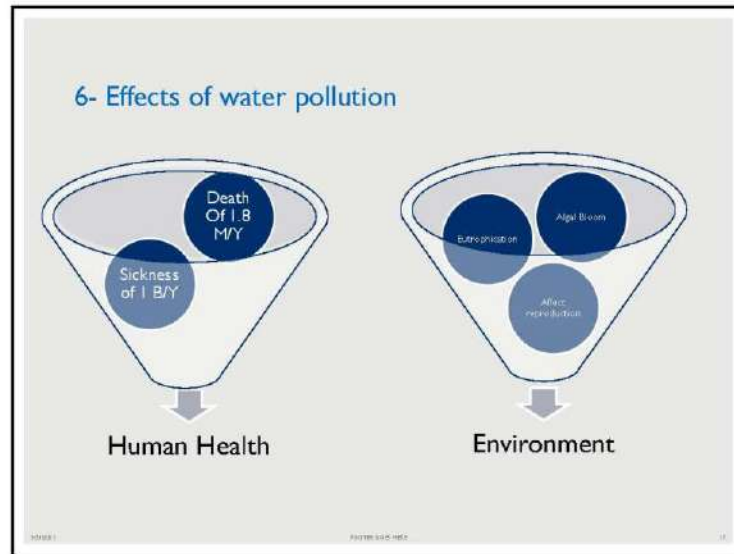 6- Effects of water pollution
Death
Of 1.8
M/Y
Sickness
of 1 B/Y
Human Health
Eutrophication
Algal Bloom
Affect
reproduction
Environment